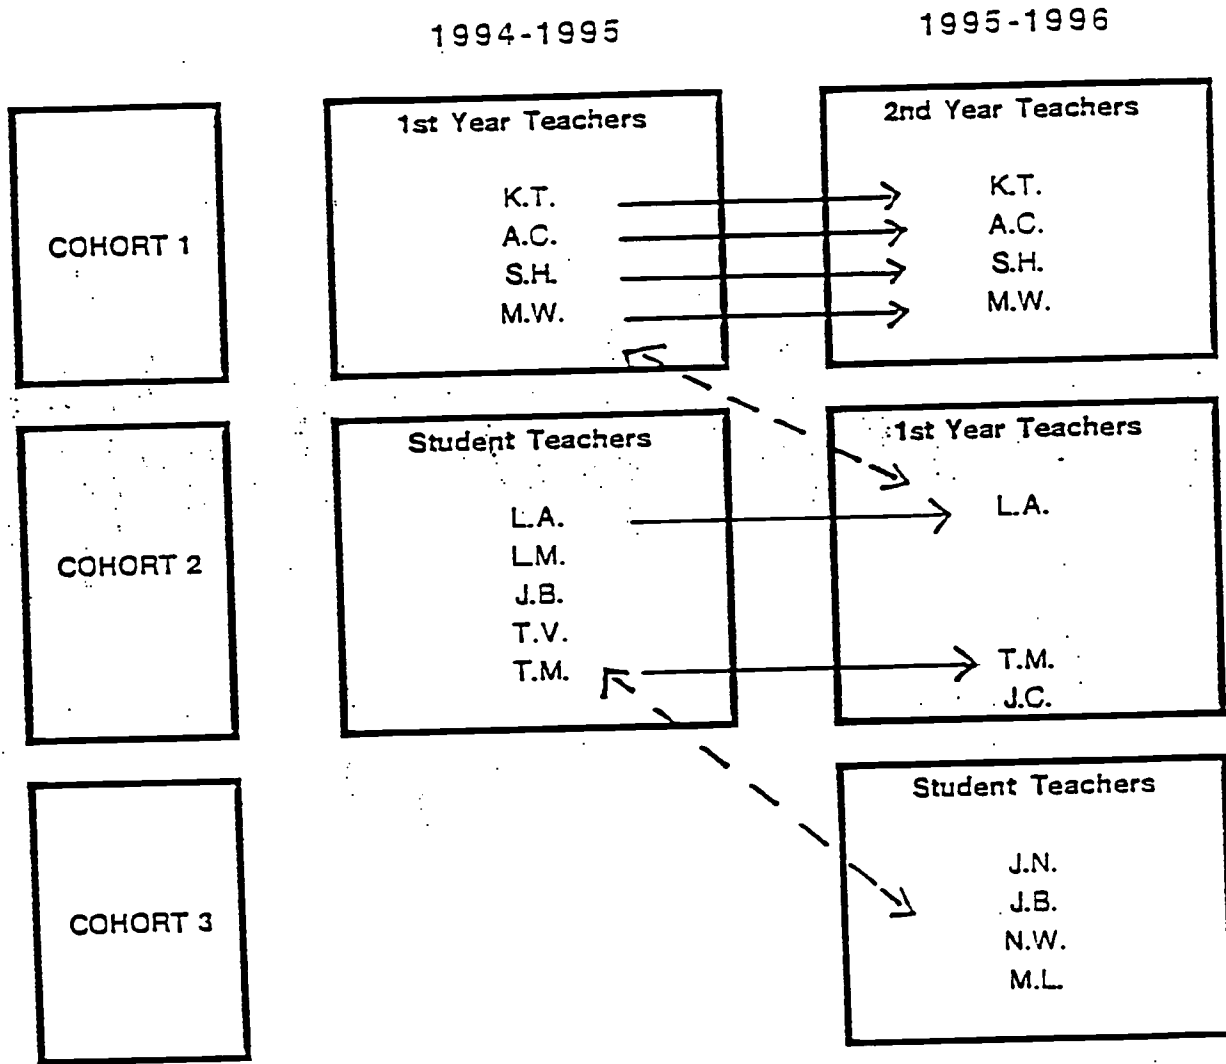 1994-1995
1995-1996
COHORT 1
1st Year Teachers
K.T.
A.C.
S.H.
M.W.
2nd Year Teachers
K.T.
A.C.
S.H.
M.W.
COHORT 2
Student Teachers
L.A.
L.M.
J.B.
T.V.
T.M.
1st Year Teachers
L.A.
T.M.
J.C.
COHORT 3
Student Teachers
J.N.
J.B.
N.W.
M.L.